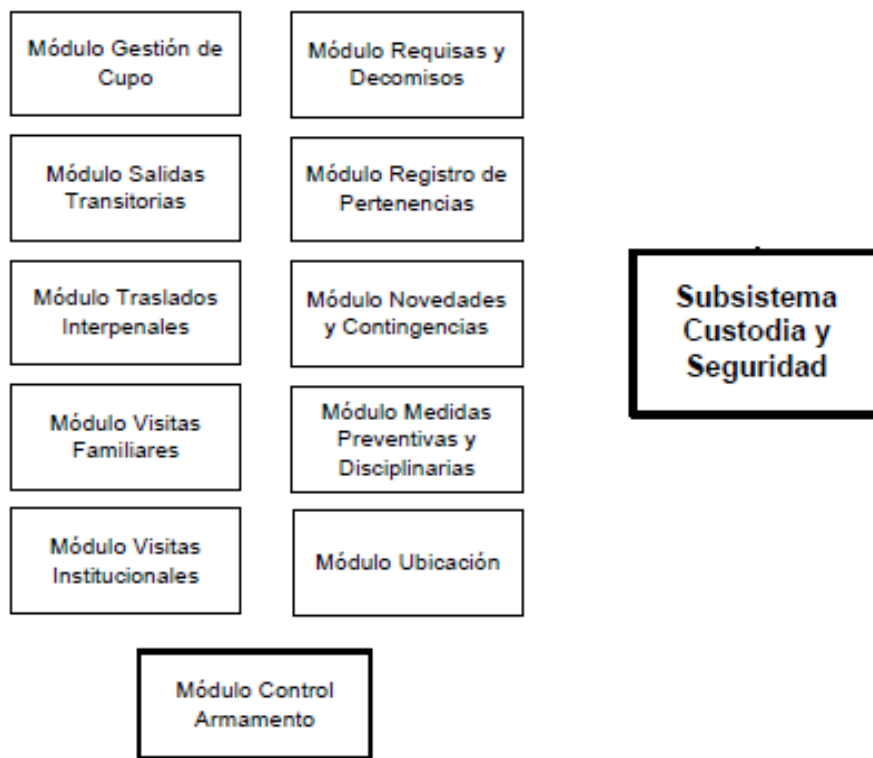 Módulo Gestión de
Cupo
Módulo Requisas y
Decomisos
Módulo Salidas
Transitorias
Módulo Registro de
Pertenencias
Módulo Traslados
Interpenales
Módulo Novedades
y Contingencias
Subsistema
Custodia y
Seguridad
Módulo Visitas
Familiares
Módulo Medidas
Preventivas y
Disciplinarias
Módulo Visitas
Institucionales
Módulo Ubicación
Módulo Control
Armamento